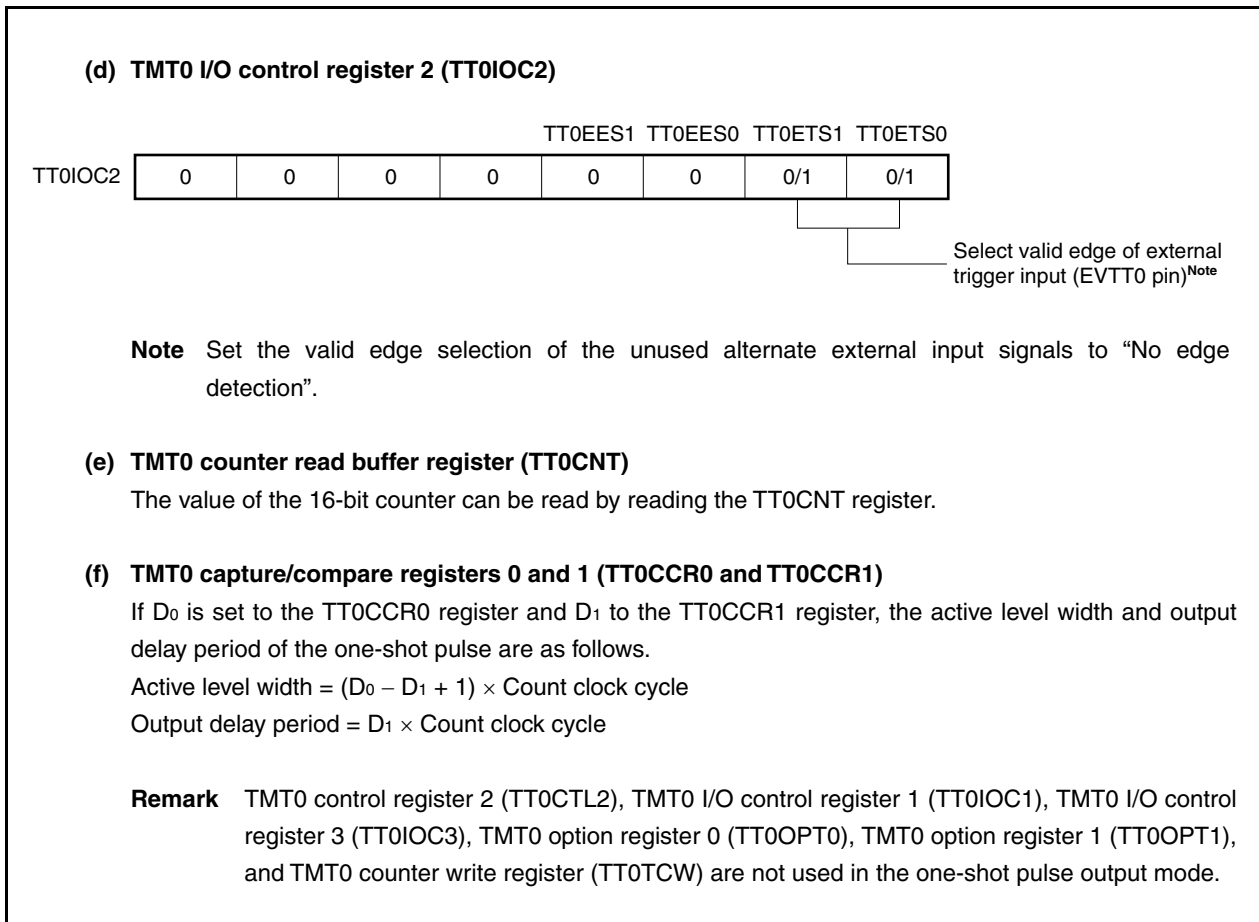 (d) TMT0 I/O control register 2 (TT0IOC2)
TT0EES1 TT0EES0 TT0ETS1 TT0ETS0
TT0IOC2 0 0 0 0 0 0 0/1 0/1
Select valid edge of external
trigger input (EVTT0 pin)Note
Note Set the valid edge selection of the unused alternate external input signals to “No edge
detection”.
(e) TMT0 counter read buffer register (TT0CNT)
The value of the 16-bit counter can be read by reading the TT0CNT register.
(f) TMT0 capture/compare registers 0 and 1 (TT0CCR0 and TT0CCR1)
If D0 is set to the TT0CCR0 register and D1 to the TT0CCR1 register, the active level width and output
delay period of the one-shot pulse are as follows.
Active level width = (D0 − D1 + 1) × Count clock cycle
Output delay period = D1 × Count clock cycle
Remark TMT0 control register 2 (TT0CTL2), TMT0 I/O control register 1 (TT0IOC1), TMT0 I/O control
register 3 (TT0IOC3), TMT0 option register 0 (TT0OPT0), TMT0 option register 1 (TT0OPT1),
and TMT0 counter write register (TT0TCW) are not used in the one-shot pulse output mode.